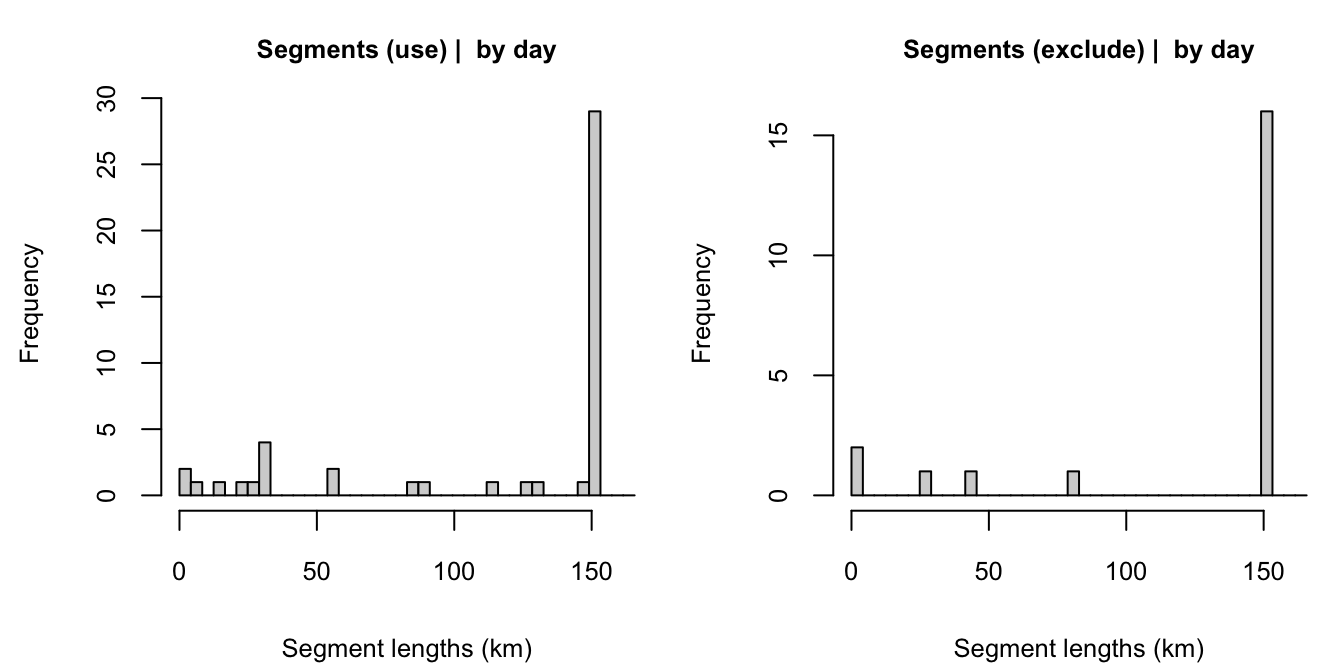 Segments (use) |  by day
Frequency
30
25
20
15
10
5
0
0 50 100 150
Segment lengths (km)
Segments (exclude) |  by day
Frequency
15
10
5
0
0 50 100 150
Segment lengths (km)